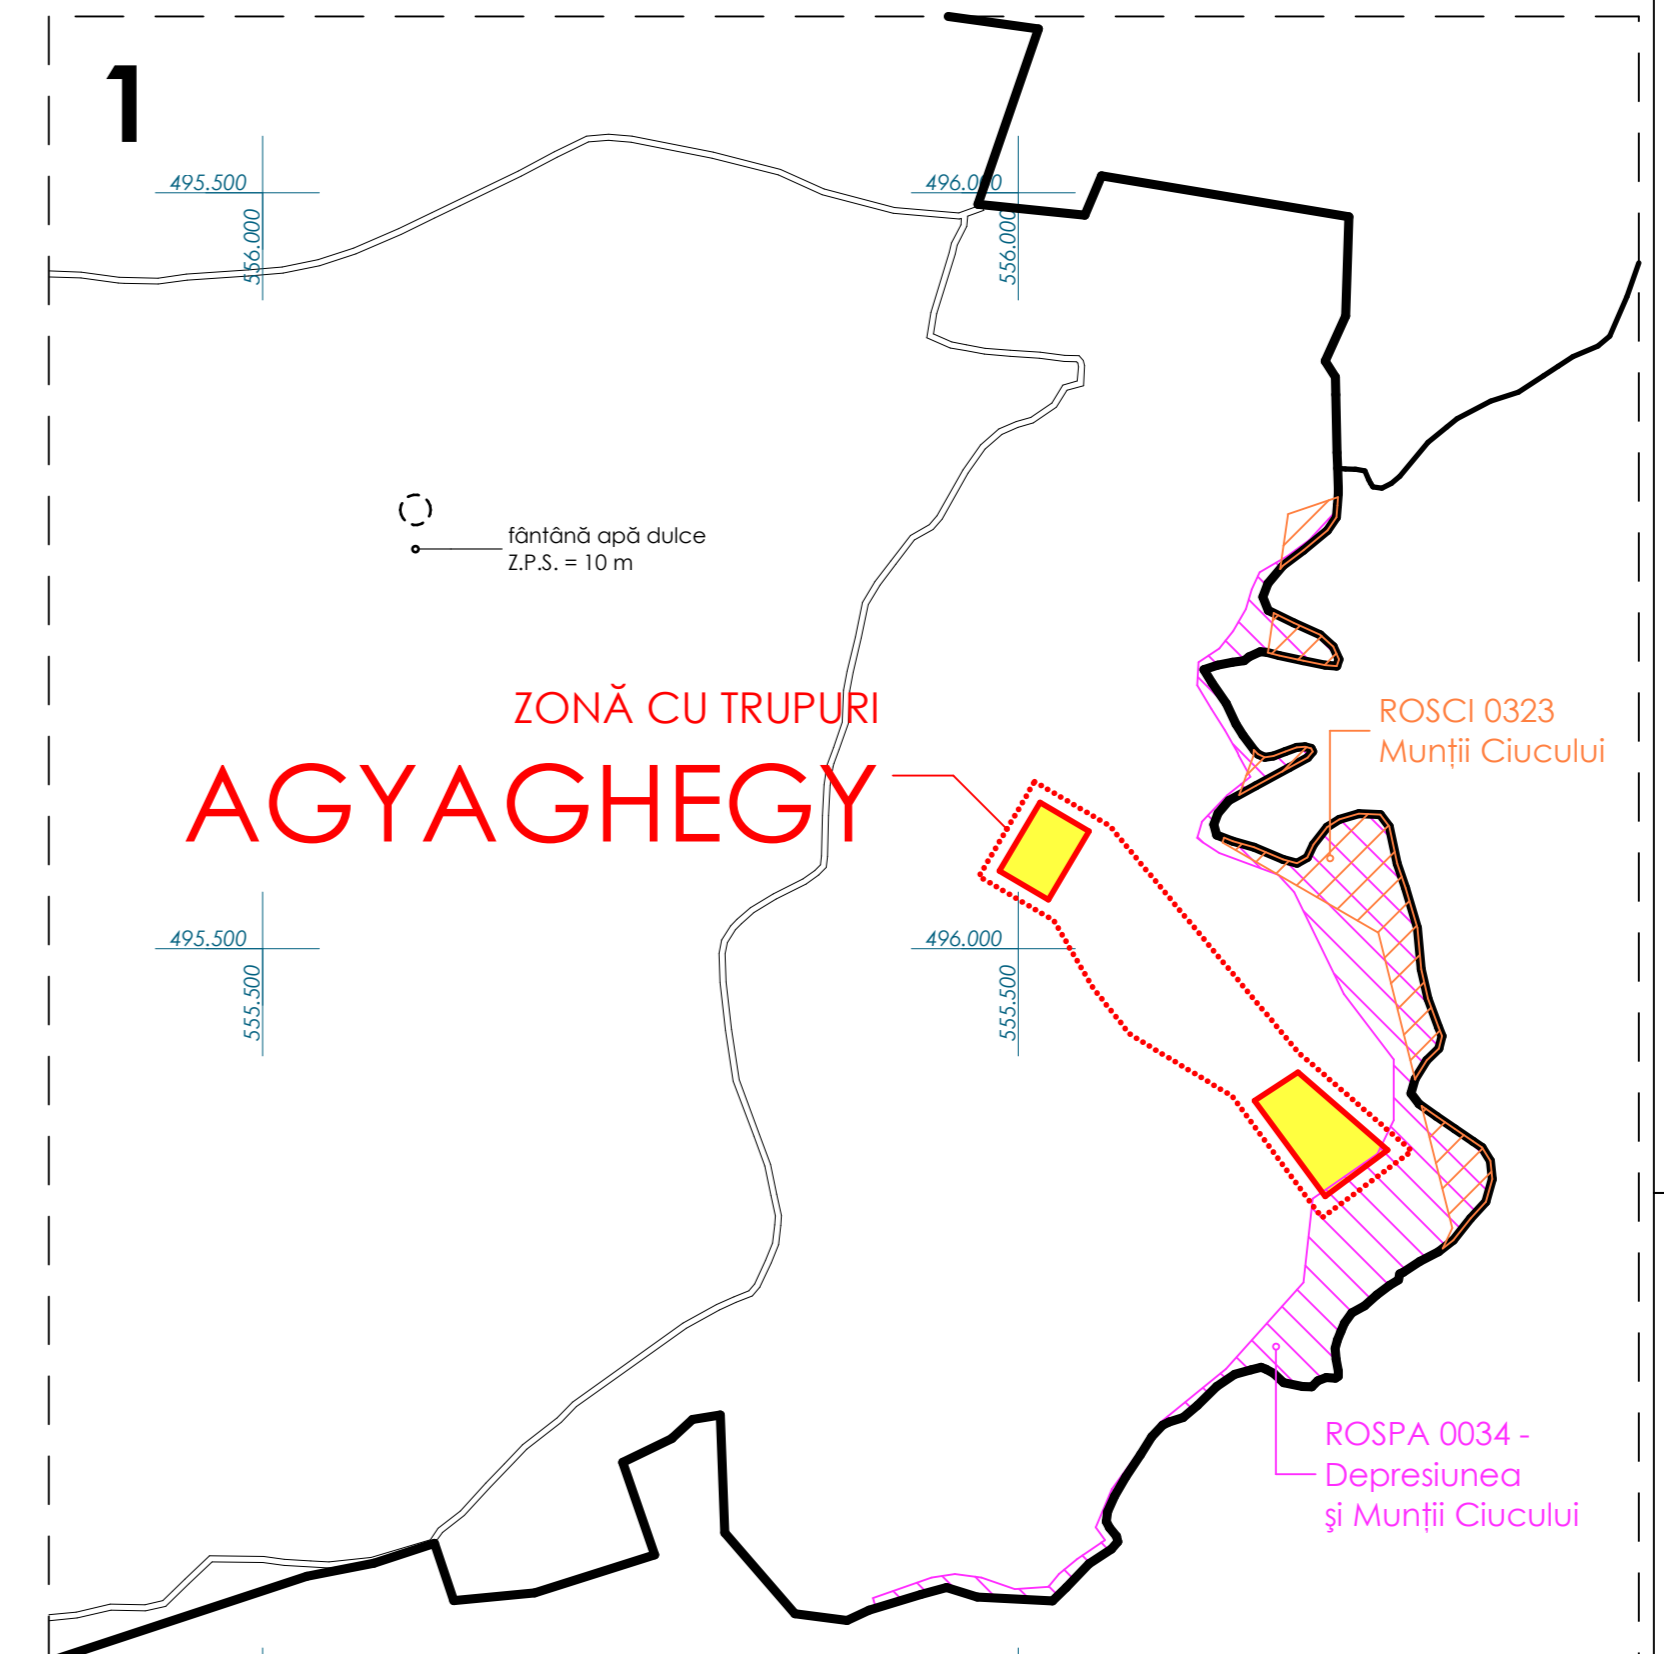 1
495.500
556.000
496.000
556.000
fântână apă dulce
Z.P.S. = 10 m
ZONĂ CU TRUPURI
AGYAGHEGY
ROSCI 0323
Munții Ciucului
495.500
555.500
496.000
555.500
ROSPA 0034 -
Depresiunea
şi Munții Ciucului